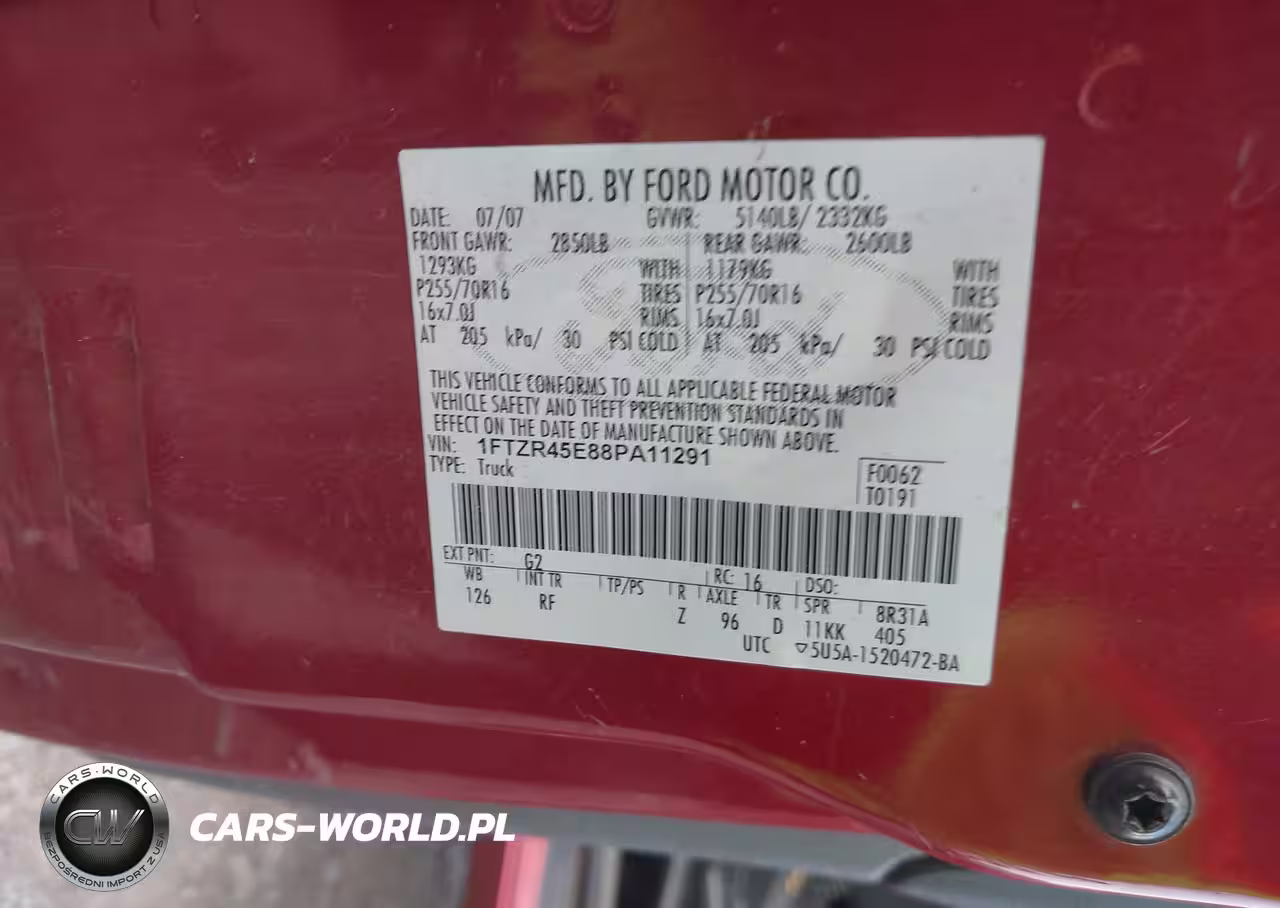 MFD. BY FORD MOTOR CO.
DATE: 07/07 GVWR: 5140LB/ 2332KG
FRONT GAWR: 2850LB REAR GAWR: 2600LB
1293KG WITH 1179KG WITH
P255/70R16 TIRES P255/70R16 TIRES
16x7.0J RIMS 16x7.0J RIMS
AT 205 kPa/ 30 PSI COLD AT 205 kPa/ 30 PSI COLD
THIS VEHICLE CONFORMS TO ALL APPLICABLE FEDERAL MOTOR
VEHICLE SAFETY AND THEFT PREVENTION STANDARDS IN
EFFECT ON THE DATE OF MANUFACTURE SHOWN ABOVE.
VIN: 1FTZR45E88PA11291
TYPE: Truck
F0062
T0191
EXT PNT: G2 RC: 16 DSO:
WB INT TR TP/PS R AXLE TR SPR 8R31A
126 RF Z 96 D 11KK 405
UTC ▽5U5A-1520472-BA
CARS-WORLD
CW
BEZPOŚREDNI IMPORT Z USA
CARS-WORLD.PL